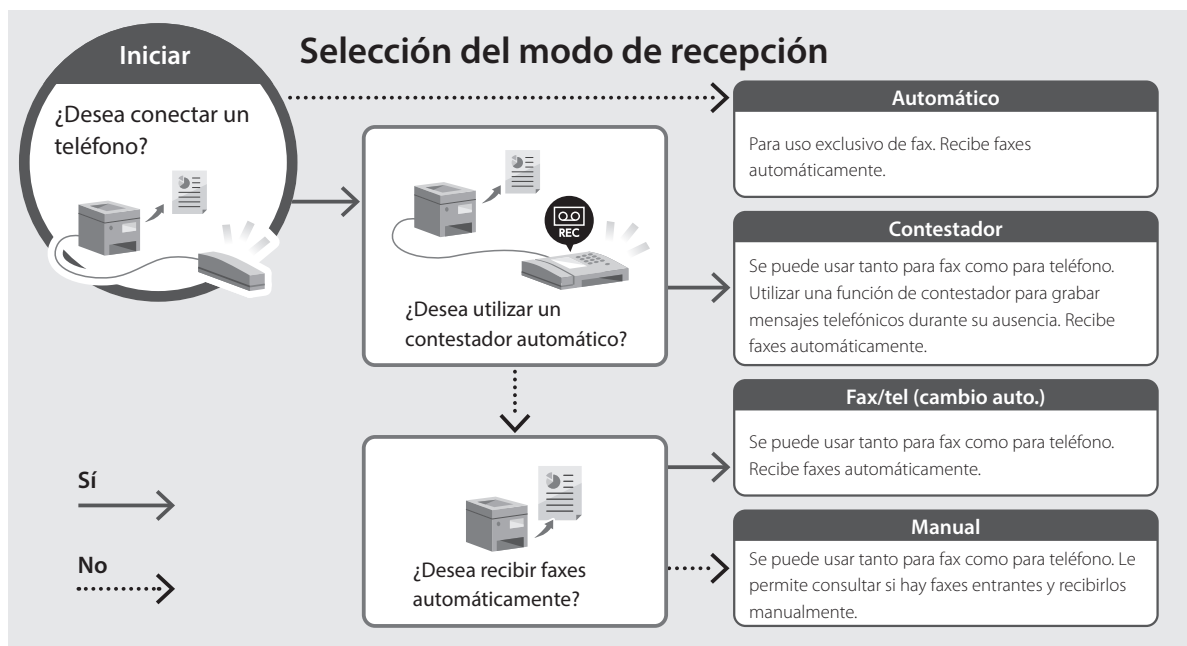 Iniciar
Selección del modo de recepción
¿Desea conectar un
teléfono?
Automático
Para uso exclusivo de fax. Recibe faxes
automáticamente.
REC
¿Desea utilizar un
contestador automático?
Contestador
Se puede usar tanto para fax como para teléfono.
Utilizar una función de contestador para grabar
mensajes telefónicos durante su ausencia. Recibe
faxes automáticamente.
Fax/tel (cambio auto.)
Se puede usar tanto para fax como para teléfono.
Recibe faxes automáticamente.
¿Desea recibir faxes
automáticamente?
Manual
Se puede usar tanto para fax como para teléfono. Le
permite consultar si hay faxes entrantes y recibirlos
manualmente.
Sí
No